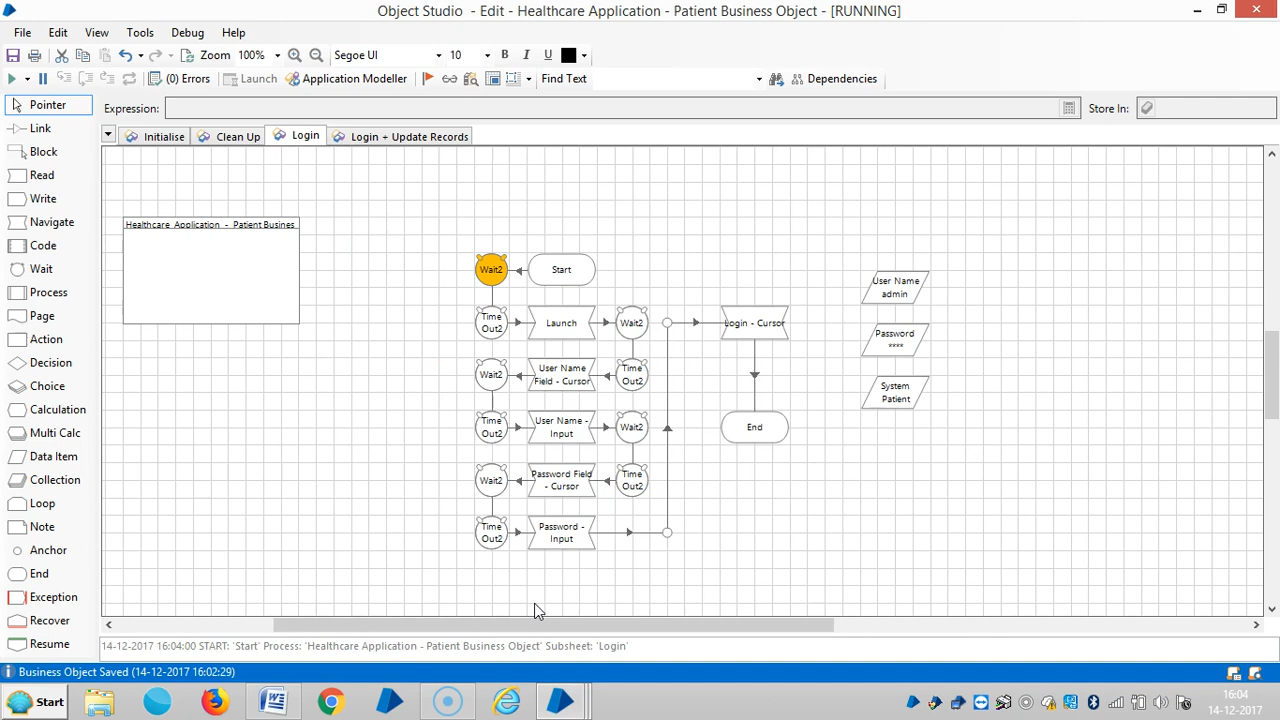 Object Studio - Edit - Healthcare Application - Patient Business Object - [RUNNING]
File Edit View Tools Debug Help
Zoom 100% Segoe UI 10 B I U
(0) Errors Launch Application Modeller Find Text Dependencies
Pointer
Expression:
Store In:
Link
Block
Read
Write
Navigate
Code
Wait
Process
Page
Action
Decision
Choice
Calculation
Multi Calc
Data Item
Collection
Loop
Note
Anchor
End
Exception
Recover
Resume
Initialise Clean Up Login Login + Update Records
Healthcare Application - Patient Busines
Wait2 Start
Time
Out2
Launch
Wait2
Login - Cursor
Wait2
User Name
Field - Cursor
Time
Out2
Time
Out2
User Name -
Input
Wait2
End
Wait2
Password Field
- Cursor
Time
Out2
Time
Out2
Password -
Input
User Name
admin
Password
****
System
Patient
14-12-2017 16:04:00 START: 'Start' Process: 'Healthcare Application - Patient Business Object' Subsheet: 'Login'
Business Object Saved (14-12-2017 16:02:29)
Start
16:04
14-12-2017